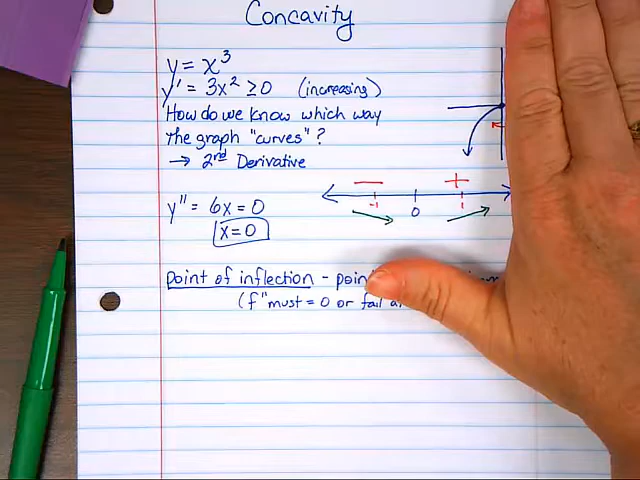 Concavity
y = x³
y' = 3x² ≥ 0 (increasing)
How do we know which way
the graph "curves"?
→ 2nd Derivative
− +
-1 0 1
y" = 6x = 0
x = 0
point of inflection -
(f" must = 0 or fail